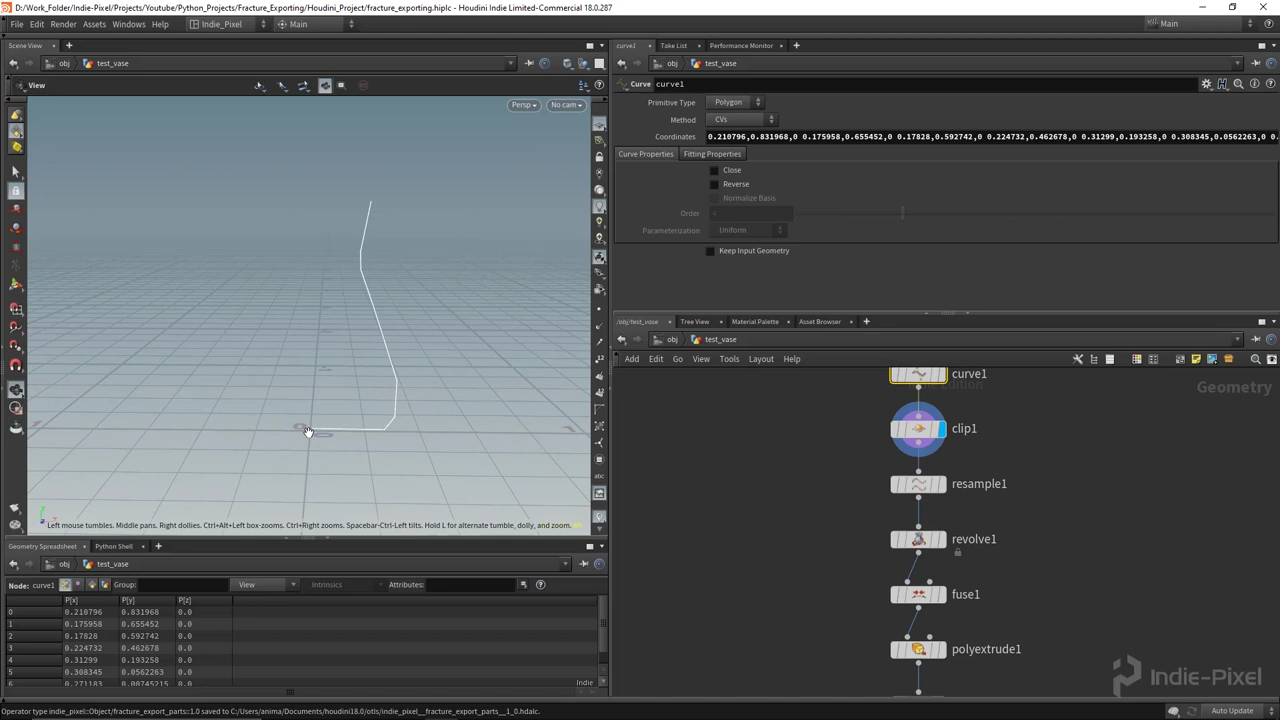 D:/Work_Folder/Indie-Pixel/Projects/Youtube/Python_Projects/Fracture_Exporting/Houdini_Project/fracture_exporting.hiplc - Houdini Indie Limited-Commercial 18.0.287
File Edit Render Assets Windows Help Indie_Pixel Main Main
Scene View
obj test_vase
View
Persp No cam
Left mouse tumbles. Middle pans. Right dollies. Ctrl+Alt+Left box-zooms. Ctrl+Right zooms. Spacebar-Ctrl-Left tilts. Hold L for alternate tumble, dolly, and zoom.
Geometry Spreadsheet Python Shell
obj test_vase
Node: curve1 Group: View Intrinsics Attributes:
P[x] P[y] P[z]
0 0.210796 0.831968 0.0
1 0.175958 0.655452 0.0
2 0.17828 0.592742 0.0
3 0.224732 0.462678 0.0
4 0.31299 0.193258 0.0
5 0.308345 0.0562263 0.0
6 0.271183 0.00745215 0.0
Indie
curve1 Take List Performance Monitor
obj test_vase
Curve curve1
Primitive Type Polygon
Method CVs
Coordinates 0.210796,0.831968,0 0.175958,0.655452,0 0.17828,0.592742,0 0.224732,0.462678,0 0.31299,0.193258,0 0.308345,0.0562263,0 0.
Curve Properties Fitting Properties
Close
Reverse
Normalize Basis
Order 4
Parameterization Uniform
Keep Input Geometry
/obj/test_vase Tree View Material Palette Asset Browser
obj test_vase
Add Edit Go View Tools Layout Help
curve1
Indie Edition
Geometry
clip1
resample1
revolve1
fuse1
polyextrude1
Indie-Pixel
Operator type indie_pixel::Object/fracture_export_parts::1.0 saved to C:/Users/anima/Documents/houdini18.0/otls/indie_pixel__fracture_export_parts__1_0.hdalc.
Auto Update